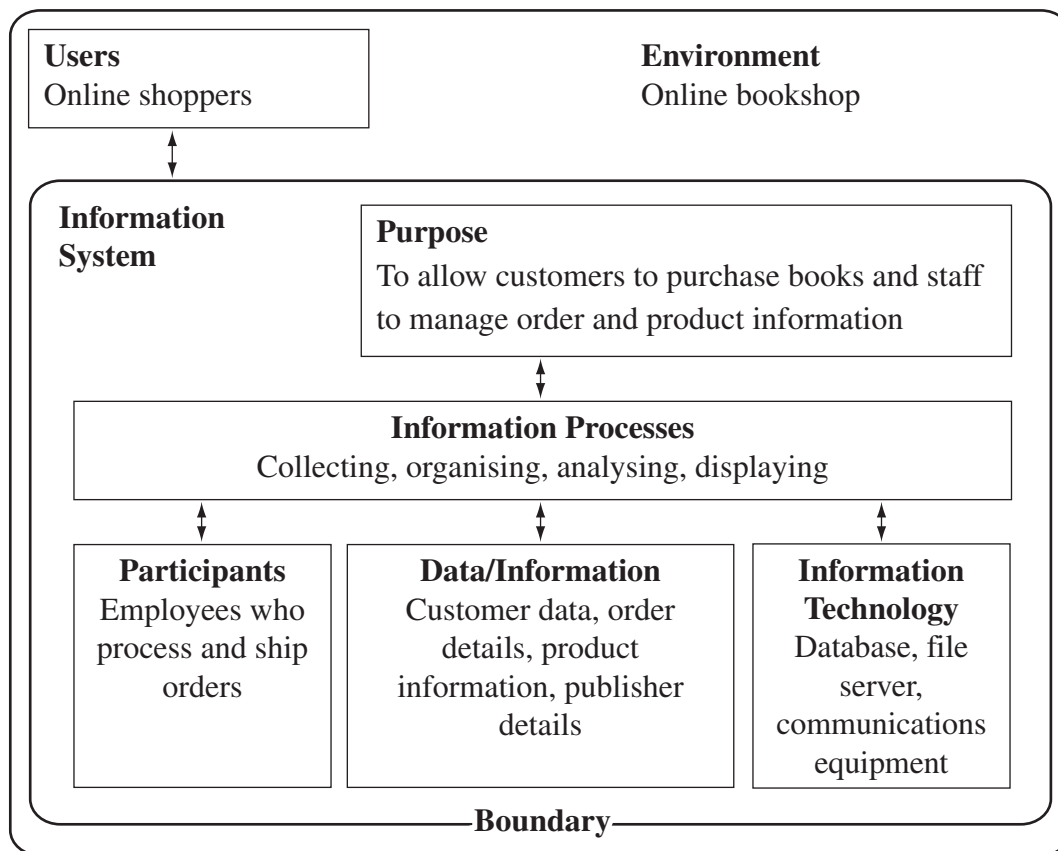 Users
Online shoppers
Environment
Online bookshop
Information
System
Purpose
To allow customers to purchase books and staff
to manage order and product information
Information Processes
Collecting, organising, analysing, displaying
Participants
Employees who
process and ship
orders
Data/Information
Customer data, order
details, product
information, publisher
details
Information
Technology
Database, file
server,
communications
equipment
Boundary